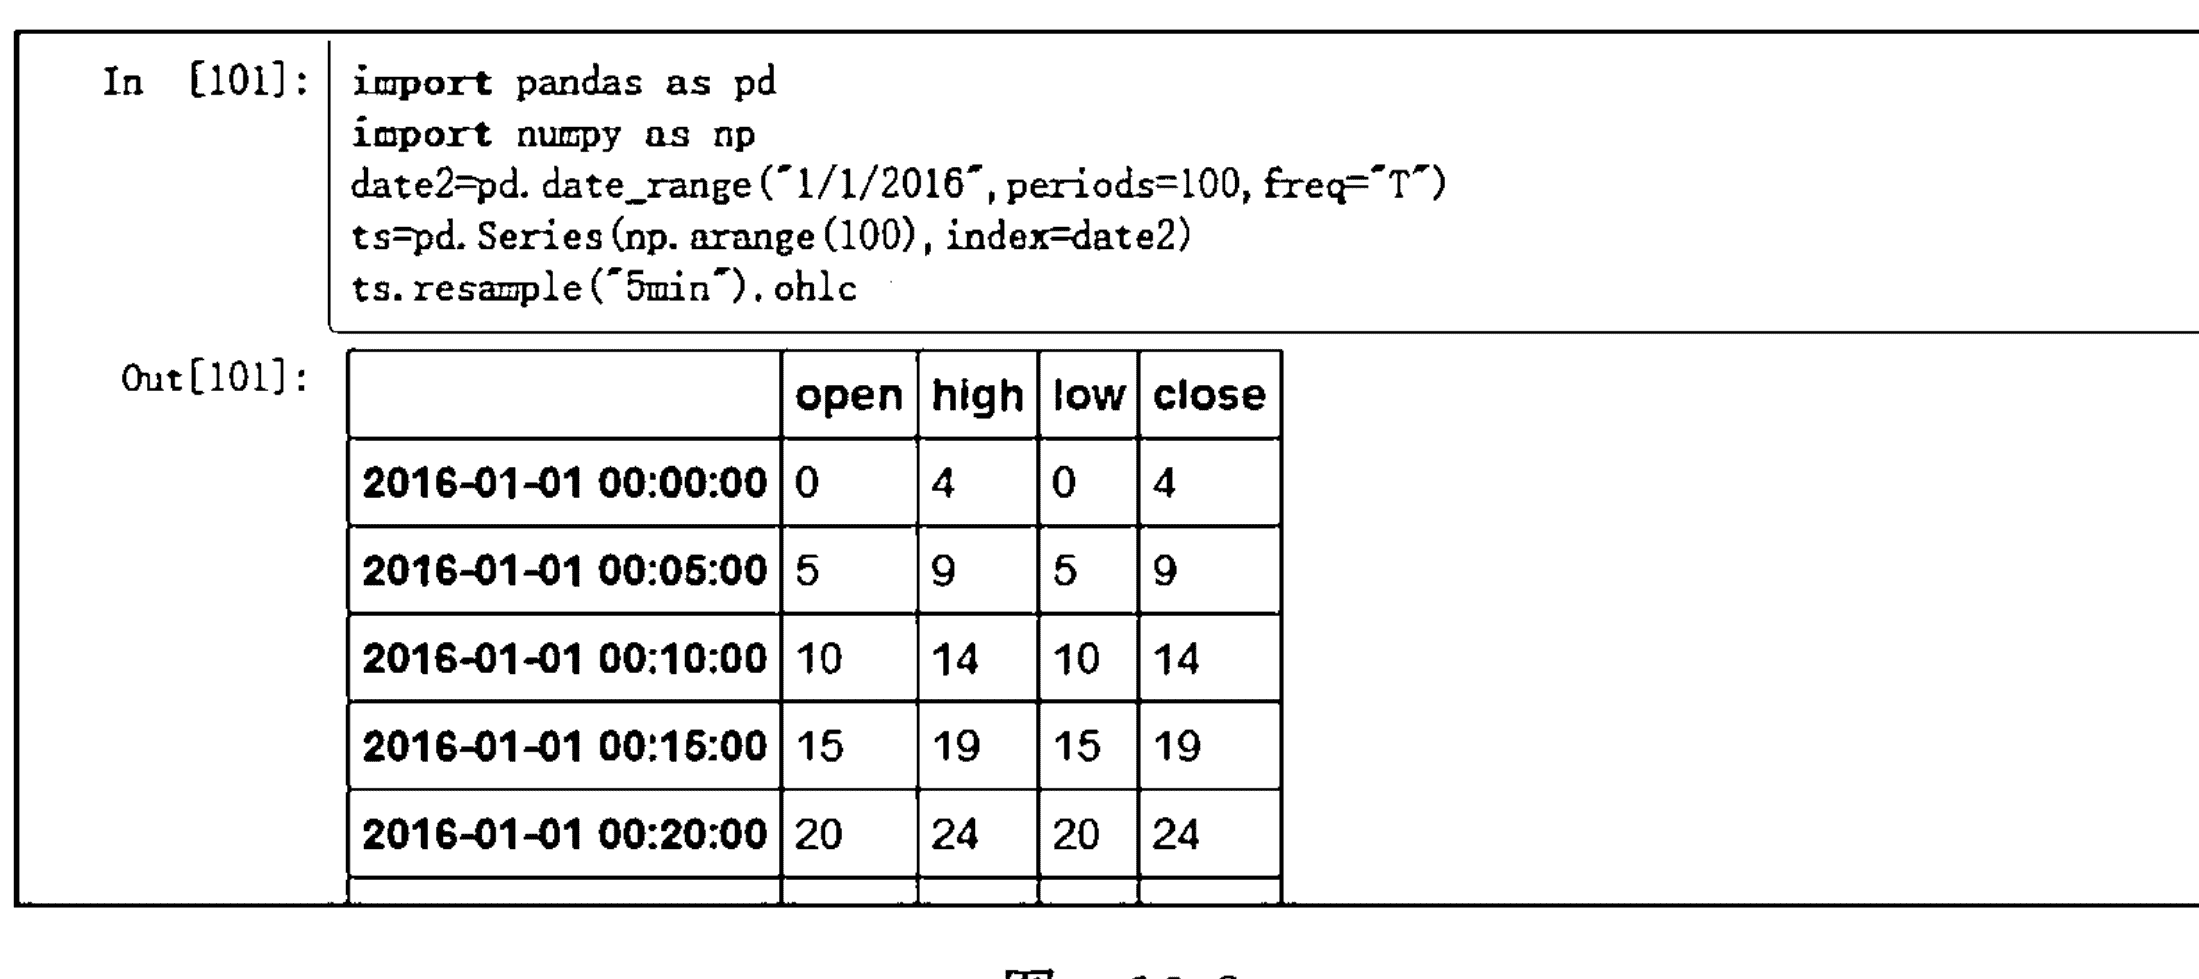 In [101]: import pandas as pd
import numpy as np
date2=pd.date_range("1/1/2016",periods=100,freq="T")
ts=pd.Series(np.arange(100),index=date2)
ts.resample("5min").ohlc
Out[101]:
open high low close
2016-01-01 00:00:00 0 4 0 4
2016-01-01 00:05:00 5 9 5 9
2016-01-01 00:10:00 10 14 10 14
2016-01-01 00:15:00 15 19 15 19
2016-01-01 00:20:00 20 24 20 24